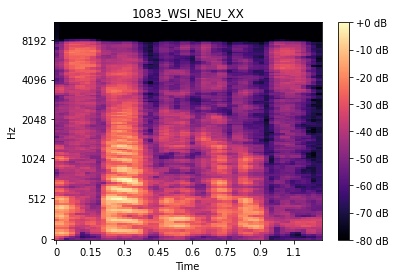 1083_WSI_NEU_XX
8192
4096
2048
1024
512
0
Hz
0 0.15 0.3 0.45 0.6 0.75 0.9 1.1
Time
+0 dB
-10 dB
-20 dB
-30 dB
-40 dB
-50 dB
-60 dB
-70 dB
-80 dB